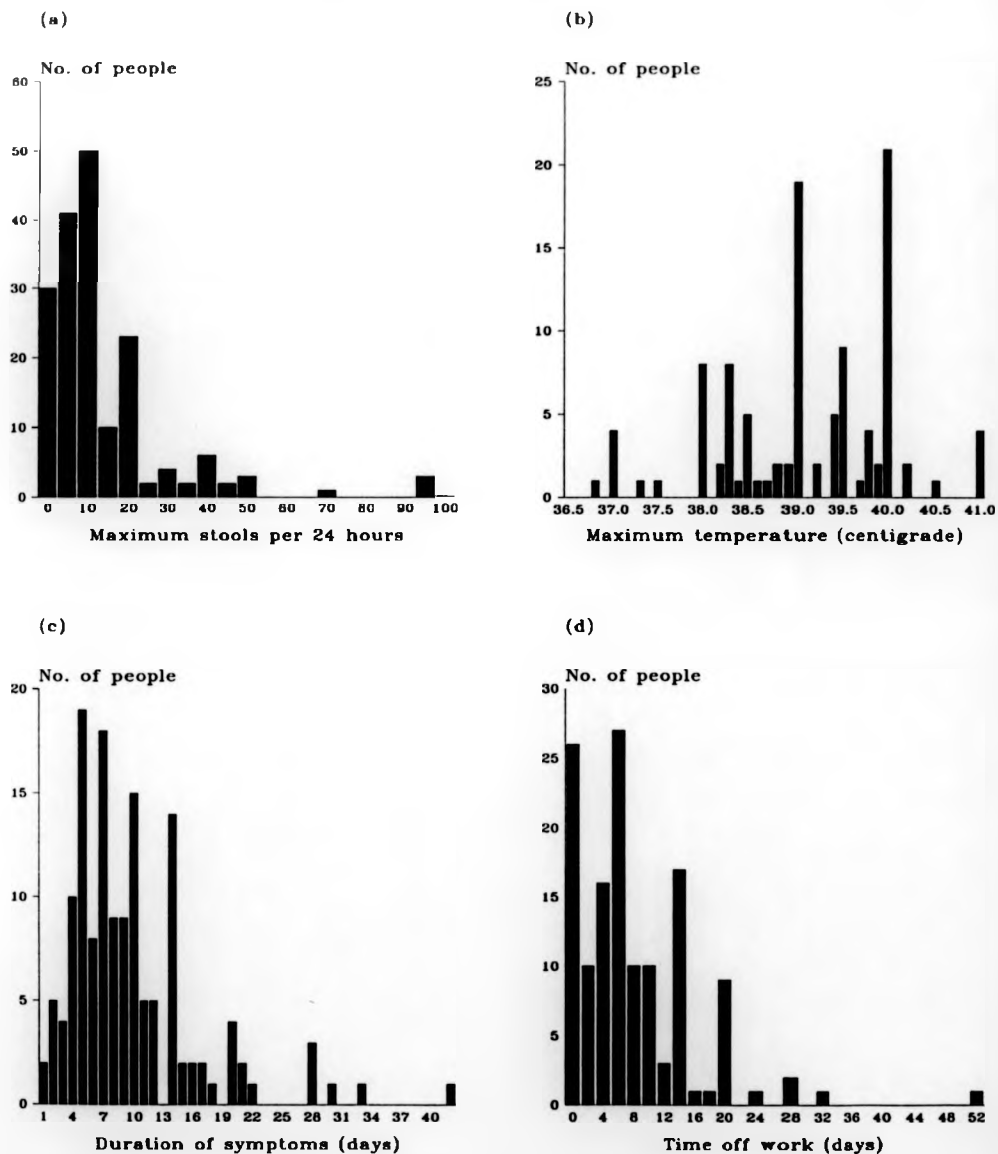 (a)
No. of people
60
50
40
30
20
10
0
0 10 20 30 40 50 60 70 80 90 100
Maximum stools per 24 hours
(b)
No. of people
25
20
15
10
5
0
36.5 37.0 37.5 38.0 38.5 39.0 39.5 40.0 40.5 41.0
Maximum temperature (centigrade)
(c)
No. of people
20
15
10
5
0
1 4 7 10 13 16 19 22 25 28 31 34 37 40
Duration of symptoms (days)
(d)
No. of people
30
25
20
15
10
5
0
0 4 8 12 16 20 24 28 32 36 40 44 48 52
Time off work (days)